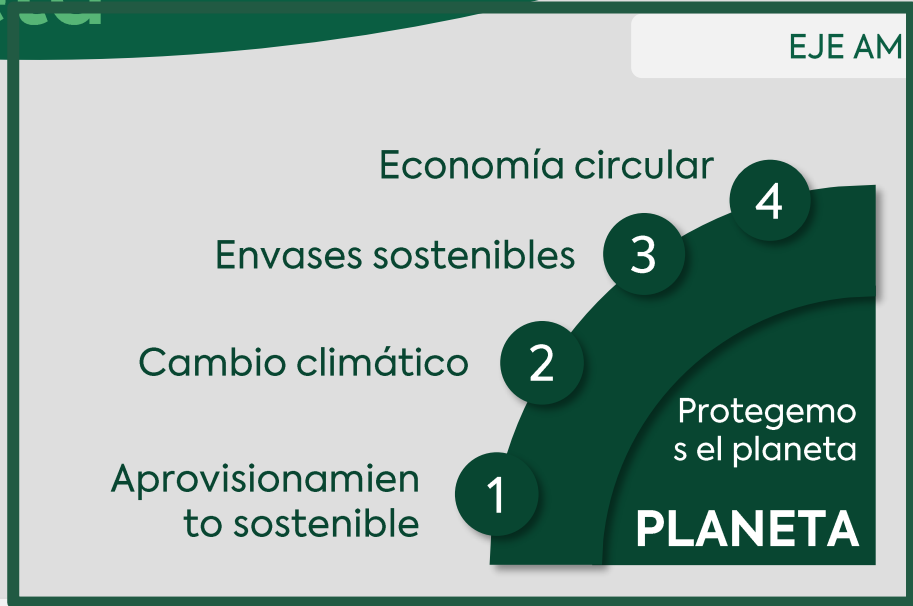 EJE AM
Economía circular
4
Envases sostenibles
3
Cambio climático
2
Protegemo
s el planeta
Aprovisionamien
to sostenible
1
PLANETA